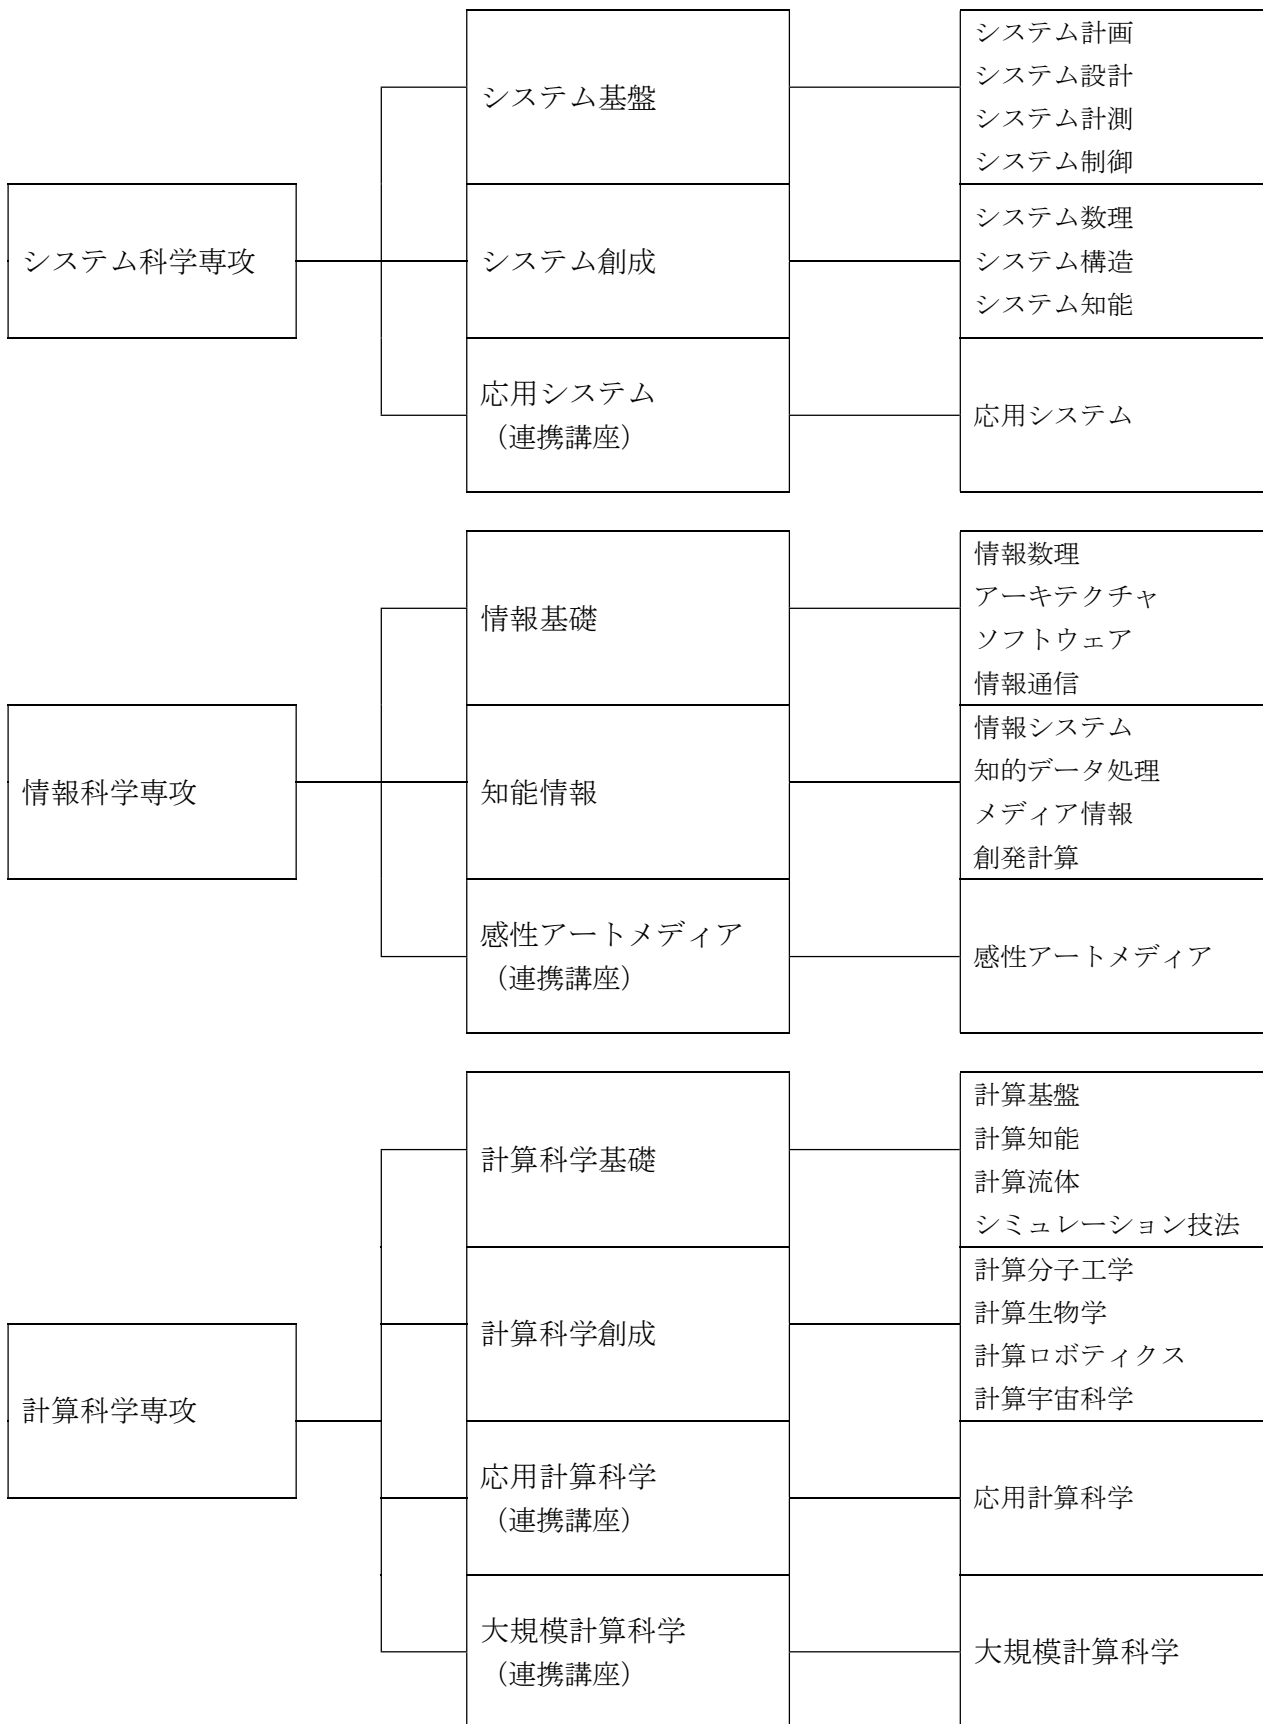 システム科学専攻
システム基盤
システム計画
システム設計
システム計測
システム制御
システム創成
システム数理
システム構造
システム知能
応用システム
（連携講座）
応用システム
情報科学専攻
情報基礎
情報数理
アーキテクチャ
ソフトウェア
情報通信
知能情報
情報システム
知的データ処理
メディア情報
創発計算
感性アートメディア
（連携講座）
感性アートメディア
計算科学専攻
計算科学基礎
計算基盤
計算知能
計算流体
シミュレーション技法
計算科学創成
計算分子工学
計算生物学
計算ロボティクス
計算宇宙科学
応用計算科学
（連携講座）
応用計算科学
大規模計算科学
（連携講座）
大規模計算科学